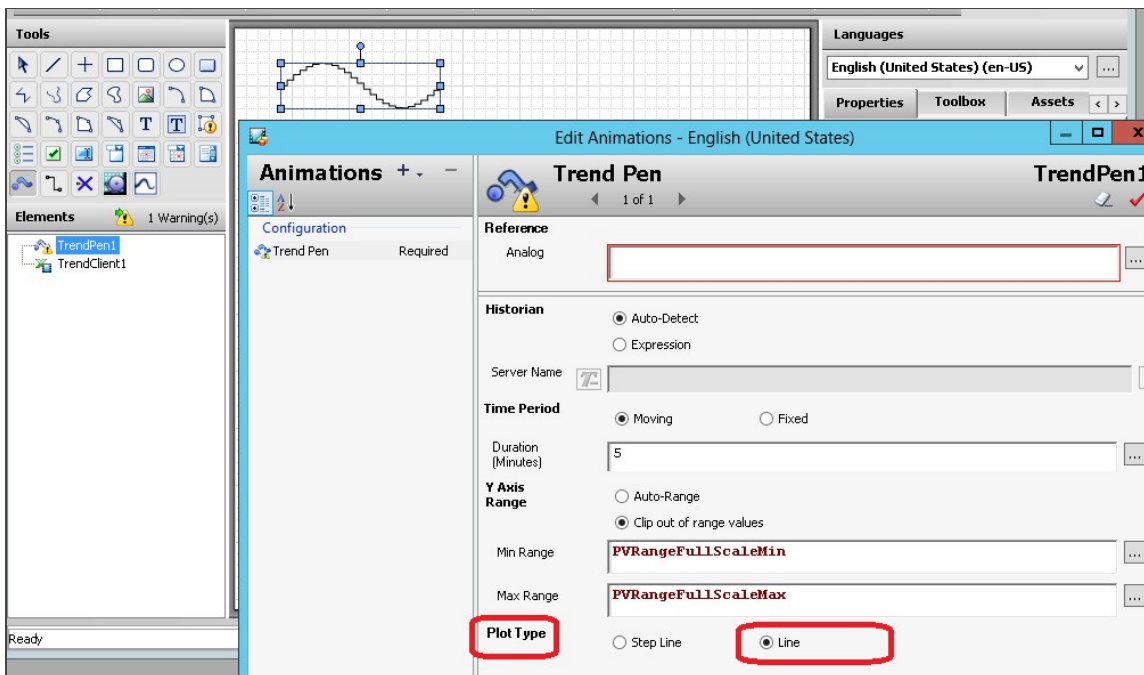 Tools
Languages
English (United States) (en-US)
...
Properties
Toolbox
Assets
T
T
Elements
1 Warning(s)
TrendPen1
TrendClient1
Ready
Edit Animations - English (United States)
Animations
Configuration
Trend Pen
Required
Trend Pen
TrendPen1
1 of 1
Reference
Analog
...
Historian
Auto-Detect
Expression
Server Name
Time Period
Moving
Fixed
Duration
(Minutes)
5
...
Y Axis
Range
Auto-Range
Clip out of range values
Min Range
PVRangeFullScaleMin
...
Max Range
PVRangeFullScaleMax
...
Plot Type
Step Line
Line